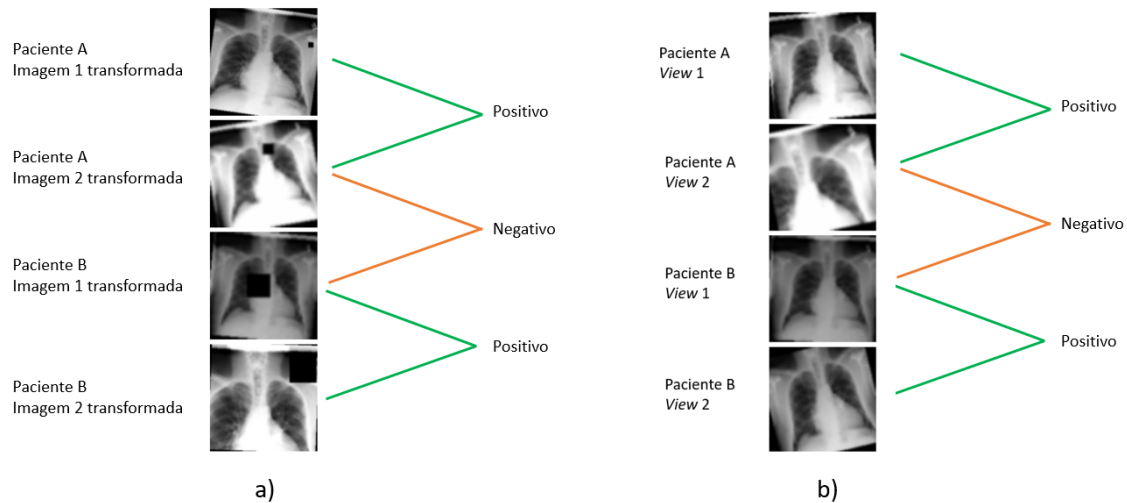 Paciente A
Imagem 1 transformada
Positivo
Paciente A
Imagem 2 transformada
Negativo
Paciente B
Imagem 1 transformada
Positivo
Paciente B
Imagem 2 transformada
a)
Paciente A
View 1
Positivo
Paciente A
View 2
Negativo
Paciente B
View 1
Positivo
Paciente B
View 2
b)